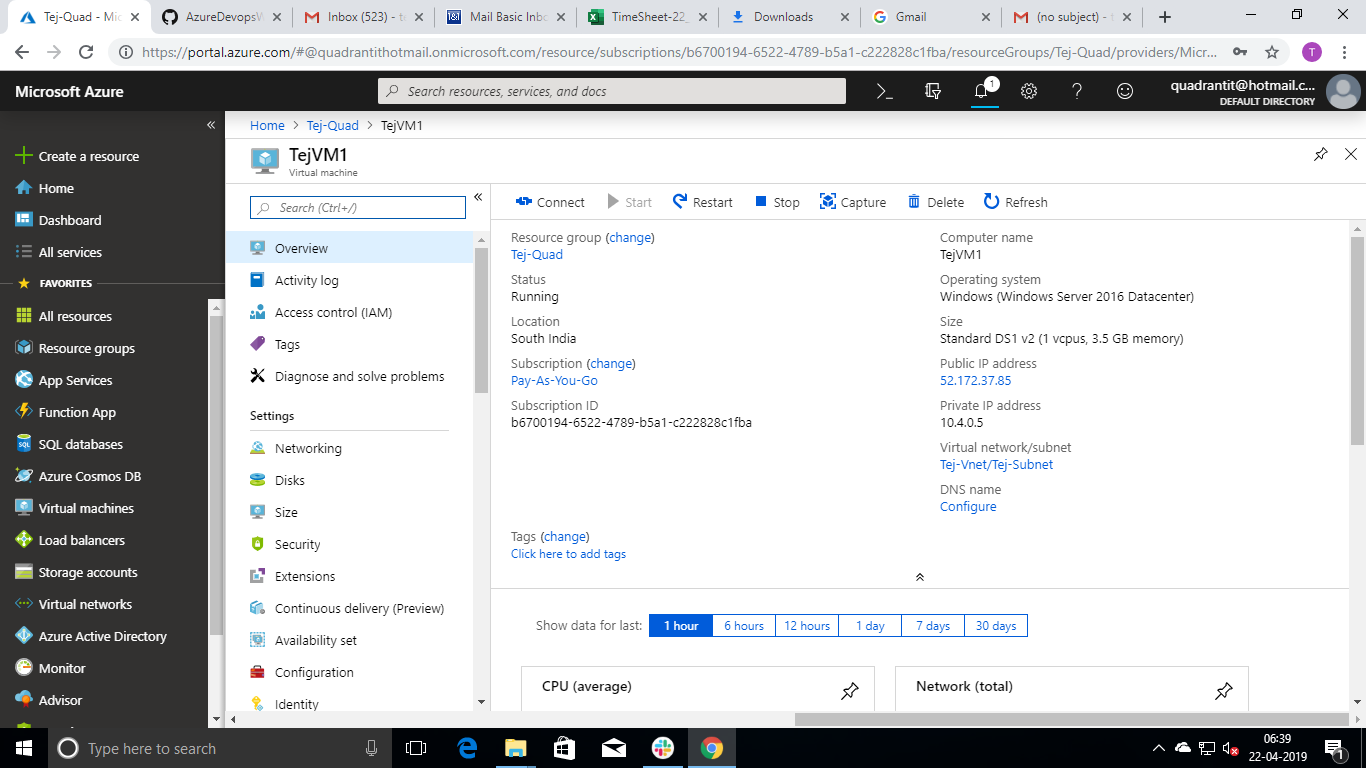 Tej-Quad - Mic
AzureDevopsW
Inbox (523) - te
Mail Basic Inbo
TimeSheet-22_
Downloads
Gmail
(no subject) - t
https://portal.azure.com/#@quadrantithotmail.onmicrosoft.com/resource/subscriptions/b6700194-6522-4789-b5a1-c222828c1fba/resourceGroups/Tej-Quad/providers/Micr...
T
Microsoft Azure
Search resources, services, and docs
1
quadrantit@hotmail.c...
DEFAULT DIRECTORY
Create a resource
Home
Dashboard
All services
FAVORITES
All resources
Resource groups
App Services
Function App
SQL databases
Azure Cosmos DB
Virtual machines
Load balancers
Storage accounts
Virtual networks
Azure Active Directory
Monitor
Advisor
Home > Tej-Quad > TejVM1
TejVM1
Virtual machine
Search (Ctrl+/)
Overview
Activity log
Access control (IAM)
Tags
Diagnose and solve problems
Settings
Networking
Disks
Size
Security
Extensions
Continuous delivery (Preview)
Availability set
Configuration
Identity
Connect
Start
Restart
Stop
Capture
Delete
Refresh
Resource group (change)
Tej-Quad
Status
Running
Location
South India
Subscription (change)
Pay-As-You-Go
Subscription ID
b6700194-6522-4789-b5a1-c222828c1fba
Computer name
TejVM1
Operating system
Windows (Windows Server 2016 Datacenter)
Size
Standard DS1 v2 (1 vcpus, 3.5 GB memory)
Public IP address
52.172.37.85
Private IP address
10.4.0.5
Virtual network/subnet
Tej-Vnet/Tej-Subnet
DNS name
Configure
Tags (change)
Click here to add tags
Show data for last:
1 hour
6 hours
12 hours
1 day
7 days
30 days
CPU (average)
Network (total)
Type here to search
06:39
22-04-2019
1